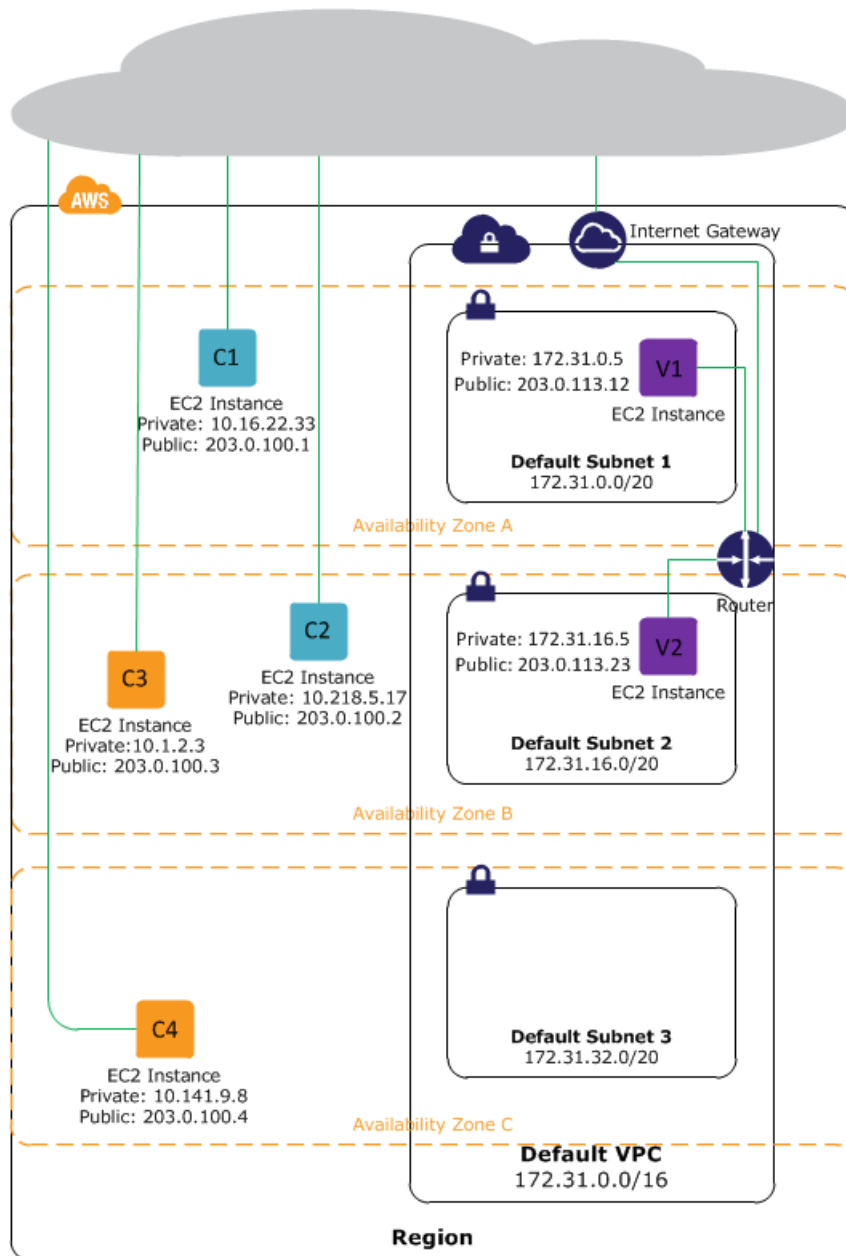 AWS
Internet Gateway
C1
EC2 Instance
Private: 10.16.22.33
Public: 203.0.100.1
Private: 172.31.0.5
Public: 203.0.113.12
V1
EC2 Instance
Default Subnet 1
172.31.0.0/20
Availability Zone A
Router
C2
EC2 Instance
Private: 10.218.5.17
Public: 203.0.100.2
C3
EC2 Instance
Private:10.1.2.3
Public: 203.0.100.3
Private: 172.31.16.5
Public: 203.0.113.23
V2
EC2 Instance
Default Subnet 2
172.31.16.0/20
Availability Zone B
C4
EC2 Instance
Private: 10.141.9.8
Public: 203.0.100.4
Default Subnet 3
172.31.32.0/20
Availability Zone C
Default VPC
172.31.0.0/16
Region